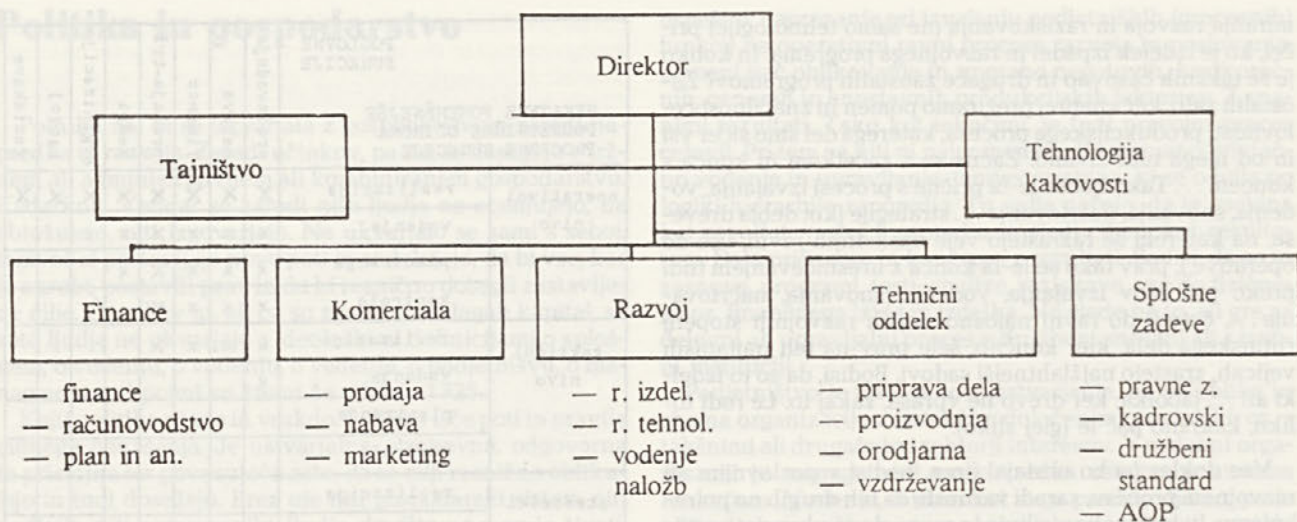 Direktor
Tajništvo
Tehnologija
kakovosti
Finance
Komerciala
Razvoj
Tehnični
oddelek
Splošne
zadeve
— finance
računovodstvo
plan in an.
— prodaja
— nabava
— marketing
— r. izdel.
— r. tehnol.
— vodenje
naložb
— priprava dela
— proizvodnja
— orodjarna
— vzdrževanje
— pravne z.
— kadrovski
— družbeni
— standard
— AOP